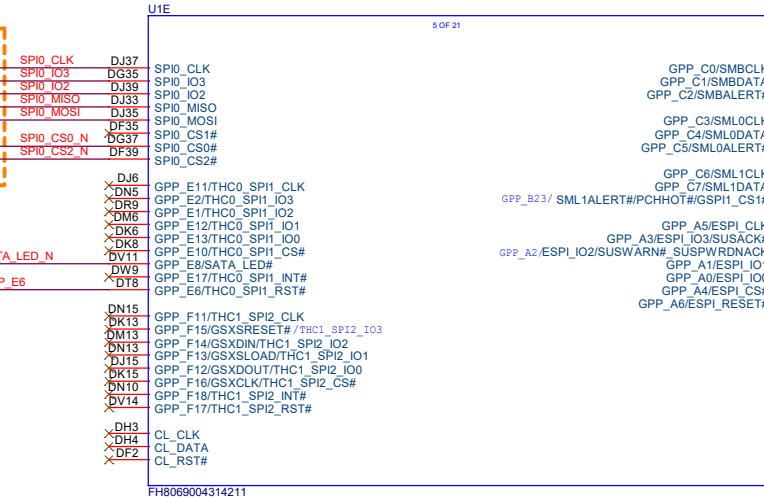 U1E
5 OF 21
SPI0_CLK DJ37 SPI0_CLK GPP_C0/SMBCLK
SPI0_IO3 DG35 SPI0_IO3 GPP_C1/SMBDATA
SPI0_IO2 DJ39 SPI0_IO2 GPP_C2/SMBALERT#
SPI0_MISO DJ33 SPI0_MISO
SPI0_MOSI DJ35 SPI0_MOSI GPP_C3/SML0CLK
DF35 SPI0_CS1# GPP_C4/SML0DATA
SPI0_CS0_N DG37 SPI0_CS0# GPP_C5/SML0ALERT#
SPI0_CS2_N DF39 SPI0_CS2#
GPP_C6/SML1CLK
DJ6 GPP_E11/THC0_SPI1_CLK GPP_C7/SML1DATA
DN5 GPP_E2/THC0_SPI1_IO3 GPP_B23/ SML1ALERT#/PCHHOT#/GSPI1_CS1#
DR9 GPP_E1/THC0_SPI1_IO2
DM6 GPP_E12/THC0_SPI1_IO1 GPP_A5/ESPI_CLK
DK6 GPP_E13/THC0_SPI1_IO0 GPP_A3/ESPI_IO3/SUSACK#
DK8 GPP_E10/THC0_SPI1_CS# GPP_A2/ESPI_IO2/SUSWARN#_SUSPWRDNACK
TA_LED_N DV11 GPP_E8/SATA_LED# GPP_A1/ESPI_IO1
DW9 GPP_E17/THC0_SPI1_INT# GPP_A0/ESPI_IO0
P_E6 DT8 GPP_E6/THC0_SPI1_RST# GPP_A4/ESPI_CS#
GPP_A6/ESPI_RESET#
DN15 GPP_F11/THC1_SPI2_CLK
DK13 GPP_F15/GSXSRESET# /THC1_SPI2_IO3
DM13 GPP_F14/GSXDIN/THC1_SPI2_IO2
DN13 GPP_F13/GSXSLOAD/THC1_SPI2_IO1
DJ15 GPP_F12/GSXDOUT/THC1_SPI2_IO0
DK15 GPP_F16/GSXCLK/THC1_SPI2_CS#
DN10 GPP_F18/THC1_SPI2_INT#
DV14 GPP_F17/THC1_SPI2_RST#
DH3 CL_CLK
DH4 CL_DATA
DF2 CL_RST#
FH8069004314211